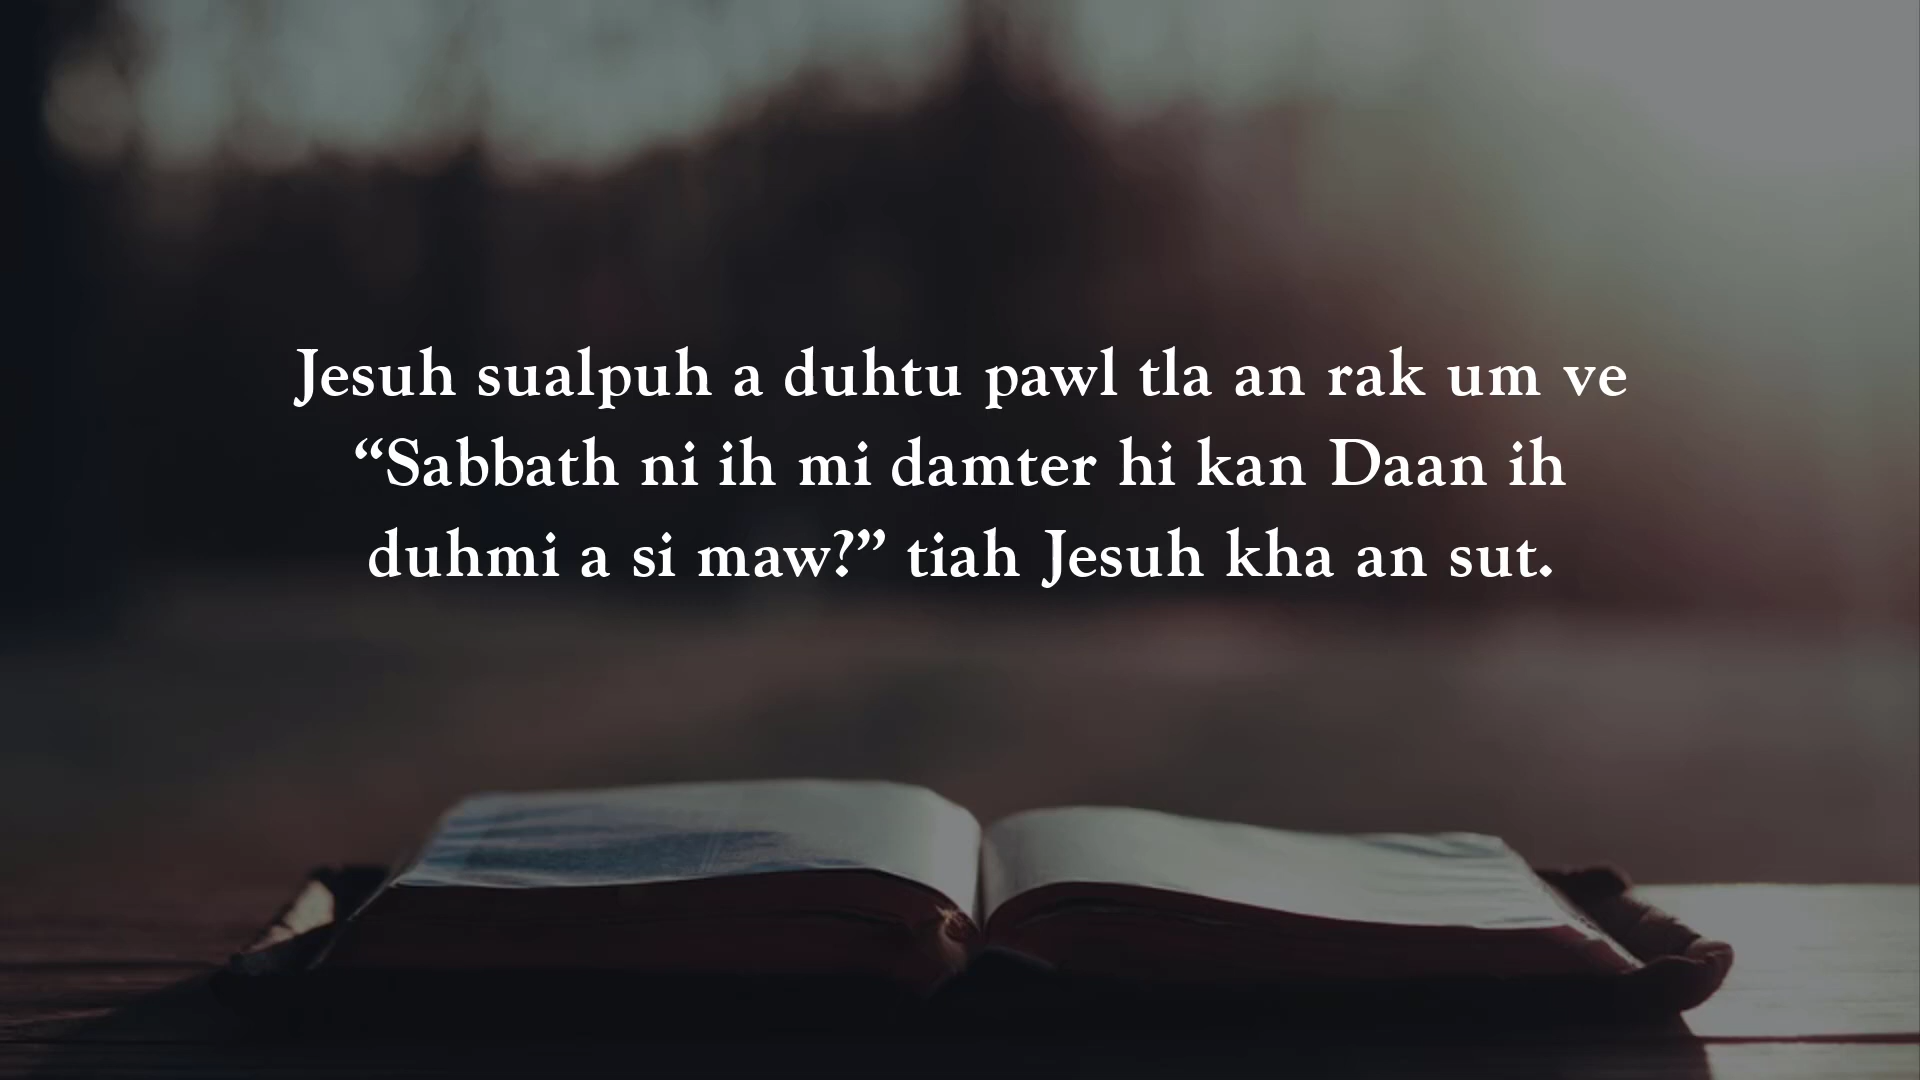 Jesuh sualpuh a duhtu pawl tla an rak um ve
“Sabbath ni ih mi damter hi kan Daan ih
duhmi a si maw?” tiah Jesuh kha an sut.